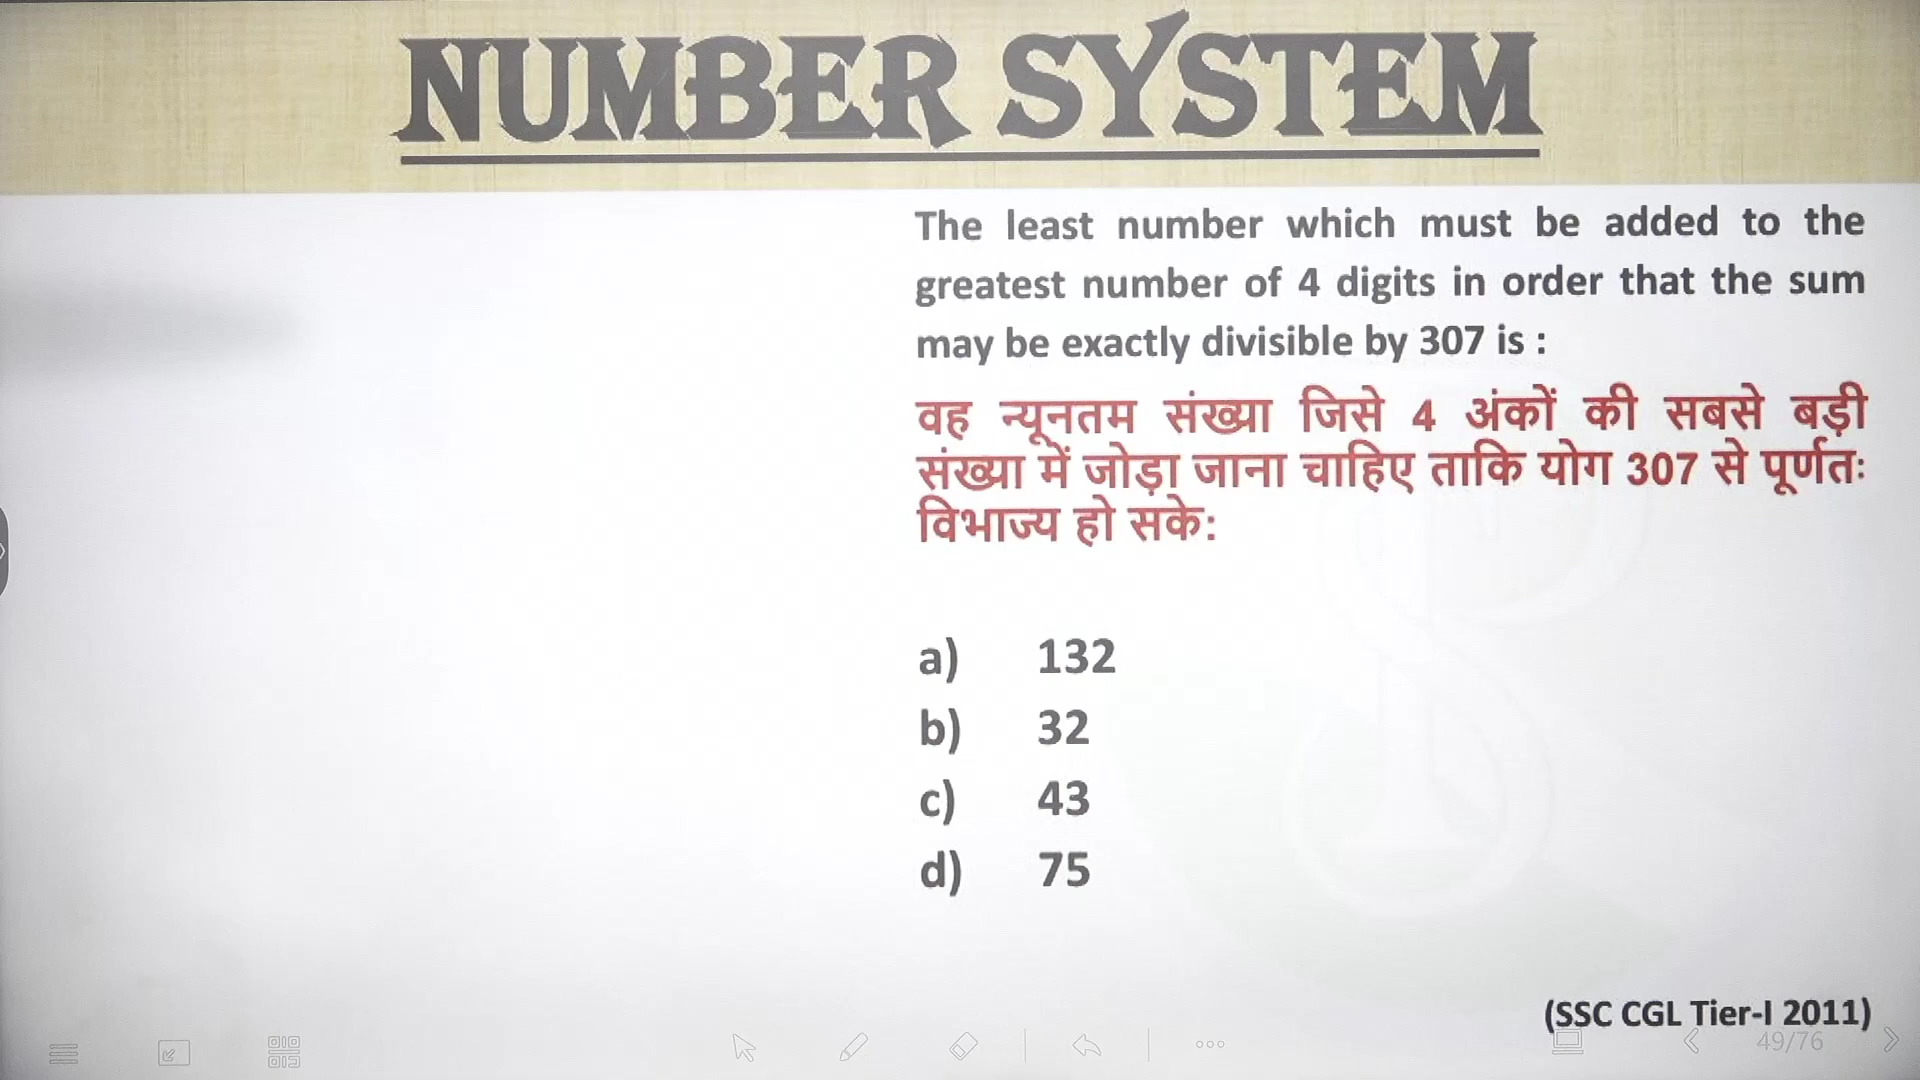 NUMBER SYSTEM
The least number which must be added to the
greatest number of 4 digits in order that the sum
may be exactly divisible by 307 is :
वह न्यूनतम संख्या जिसे 4 अंकों की सबसे बड़ी
संख्या में जोड़ा जाना चाहिए ताकि योग 307 से पूर्णतः
विभाज्य हो सके:
a) 132
b) 32
c) 43
d) 75
(SSC CGL Tier-I 2011)
49/76